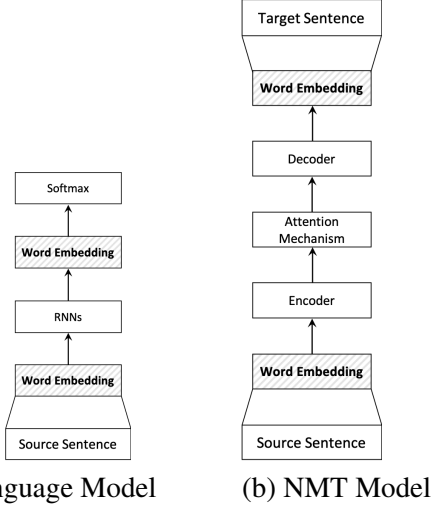 Softmax
Word Embedding
RNNs
Word Embedding
Source Sentence
nguage Model
Target Sentence
Word Embedding
Decoder
Attention
Mechanism
Encoder
Word Embedding
Source Sentence
(b) NMT Model